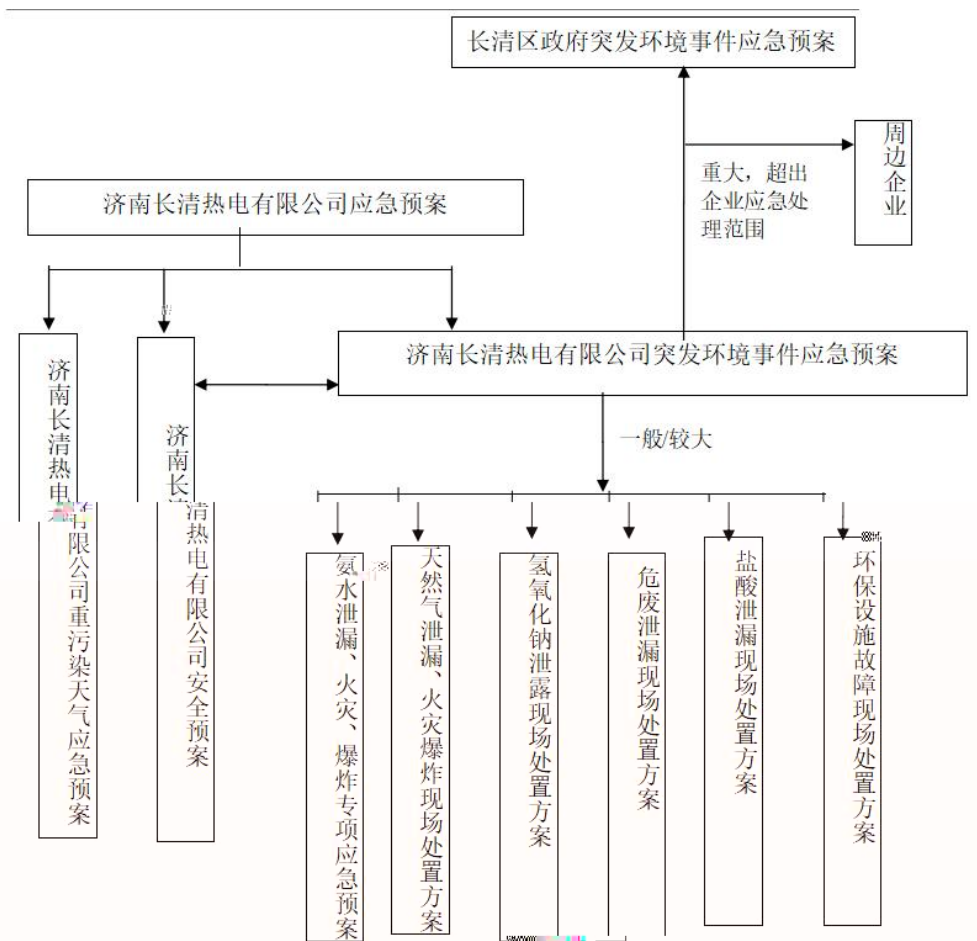 长清区政府突发环境事件应急预案
周边企业
重大，超出
企业应急处
理范围
济南长清热电有限公司应急预案
济南长清热电有限公司突发环境事件应急预案
一般/较大
济南长清热电有限公司重污染天气应急预案
济南长清热电有限公司安全预案
氨水泄漏、火灾、爆炸专项应急预案
天然气泄漏、火灾爆炸现场处置方案
氢氧化钠泄露现场处置方案
危废泄漏现场处置方案
盐酸泄漏现场处置方案
环保设施故障现场处置方案